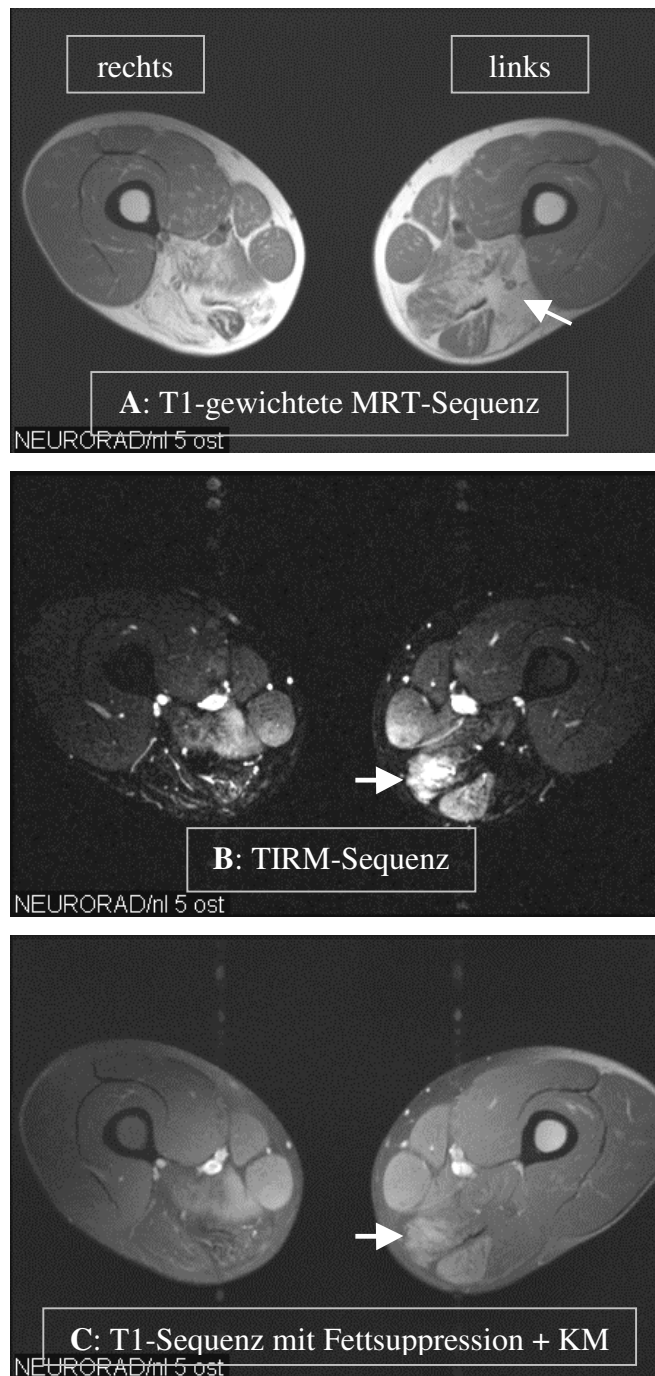 rechts
links
A: T1-gewichtete MRT-Sequenz
NEURORAD/nl 5 ost
B: TIRM-Sequenz
NEURORAD/nl 5 ost
C: T1-Sequenz mit Fettsuppression + KM
NEURORAD/nl 5 ost